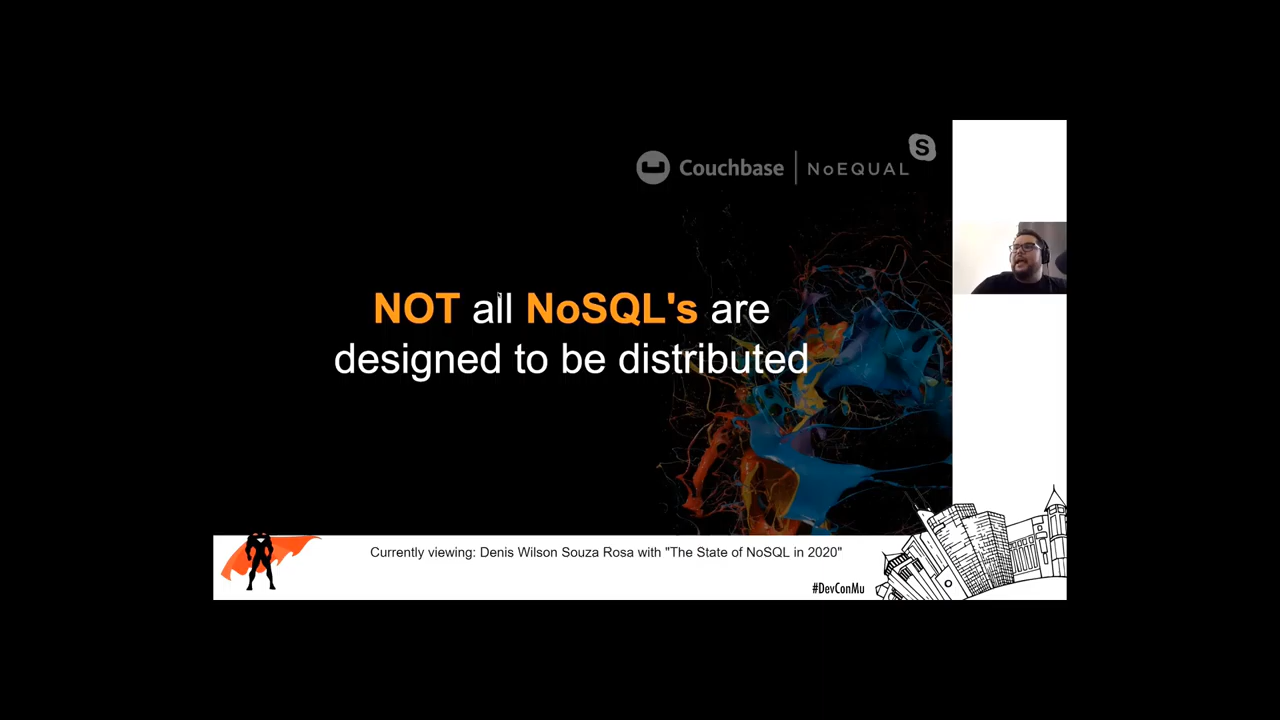 Couchbase | NoEQUAL
S
NOT all NoSQL's are
designed to be distributed
Currently viewing: Denis Wilson Souza Rosa with "The State of NoSQL in 2020"
#DevConMu